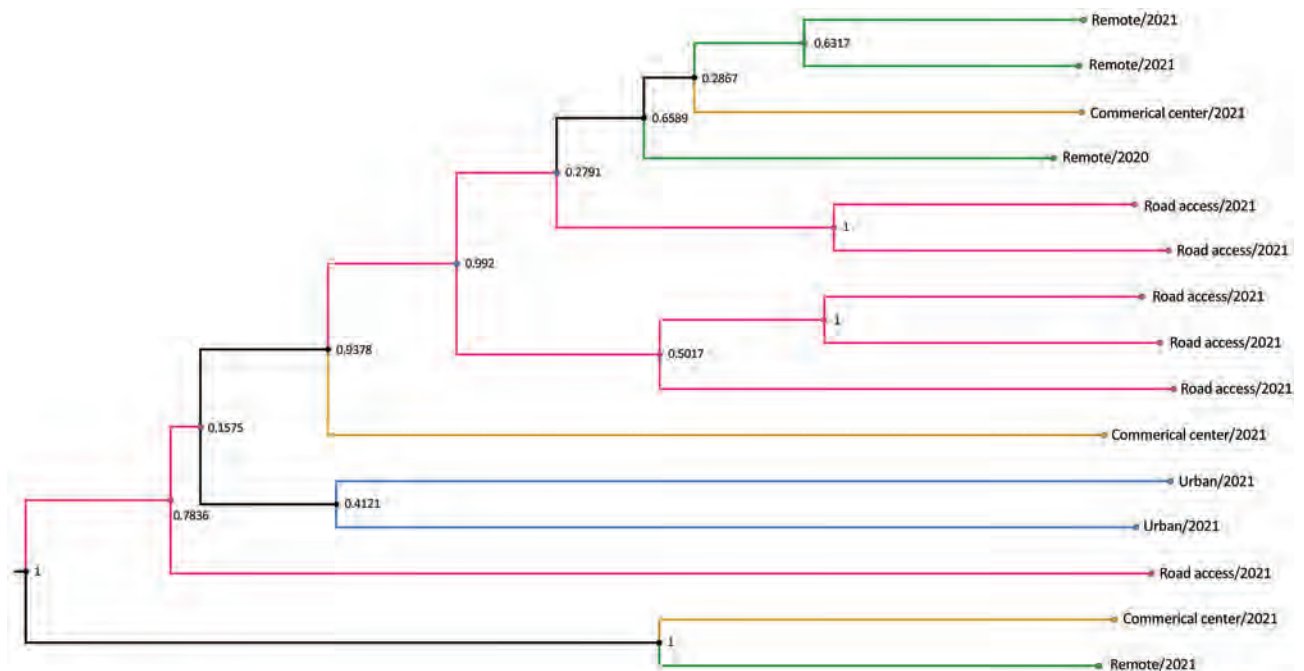 Remote/2021
0.6317
Remote/2021
0.2867
Commerical center/2021
0.6589
Remote/2020
0.2791
Road access/2021
1
Road access/2021
0.992
Road access/2021
1
Road access/2021
0.9378
0.5017
Road access/2021
0.1575
Commerical center/2021
Urban/2021
0.4121
0.7836
Urban/2021
1
Road access/2021
Commerical center/2021
1
Remote/2021